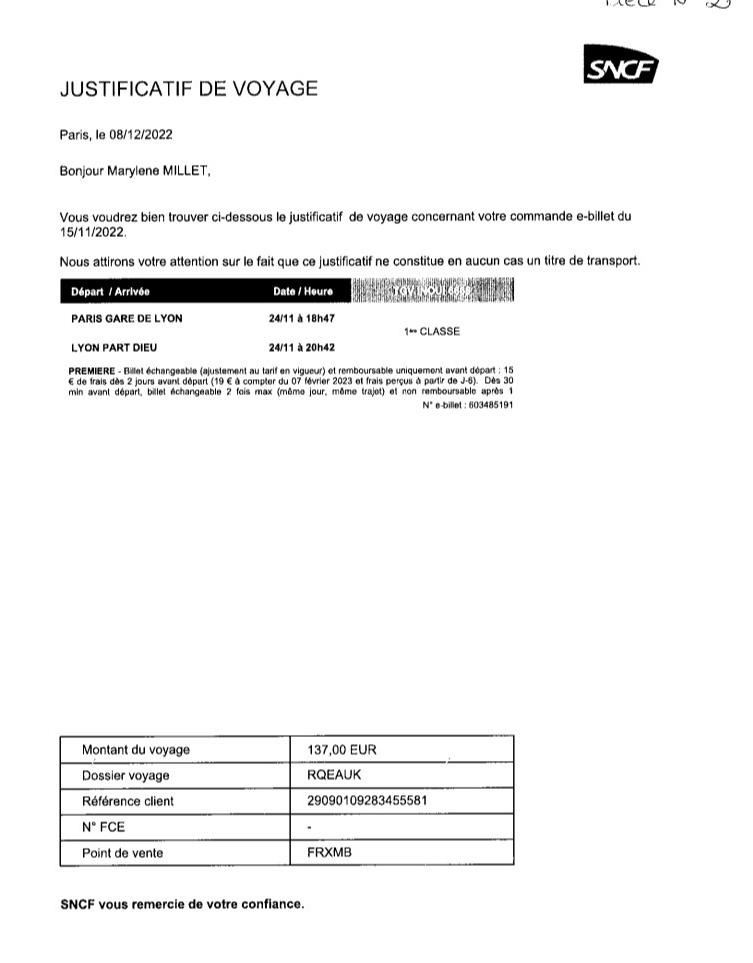 SNCF
JUSTIFICATIF DE VOYAGE
Paris, le 08/12/2022
Bonjour Marylene MILLET,
Vous voudrez bien trouver ci-dessous le justificatif de voyage concernant votre commande e-billet du
15/11/2022.
Nous attirons votre attention sur le fait que ce justificatif ne constitue en aucun cas un titre de transport.
Départ / Arrivée Date / Heure TGV INOUI
PARIS GARE DE LYON 24/11 à 18h47
1ère CLASSE
LYON PART DIEU 24/11 à 20h42
PREMIERE - Billet échangeable (ajustement au tarif en vigueur) et remboursable uniquement avant départ : 15
€ de frais dès 2 jours avant départ (19 € à compter du 07 février 2023 et frais perçus à partir de J-6). Dès 30
min avant départ, billet échangeable 2 fois max (même jour, même trajet) et non remboursable après 1
N° e-billet : 603485191
Montant du voyage 137,00 EUR
Dossier voyage RQEAUK
Référence client 29090109283455581
N° FCE -
Point de vente FRXMB
SNCF vous remercie de votre confiance.